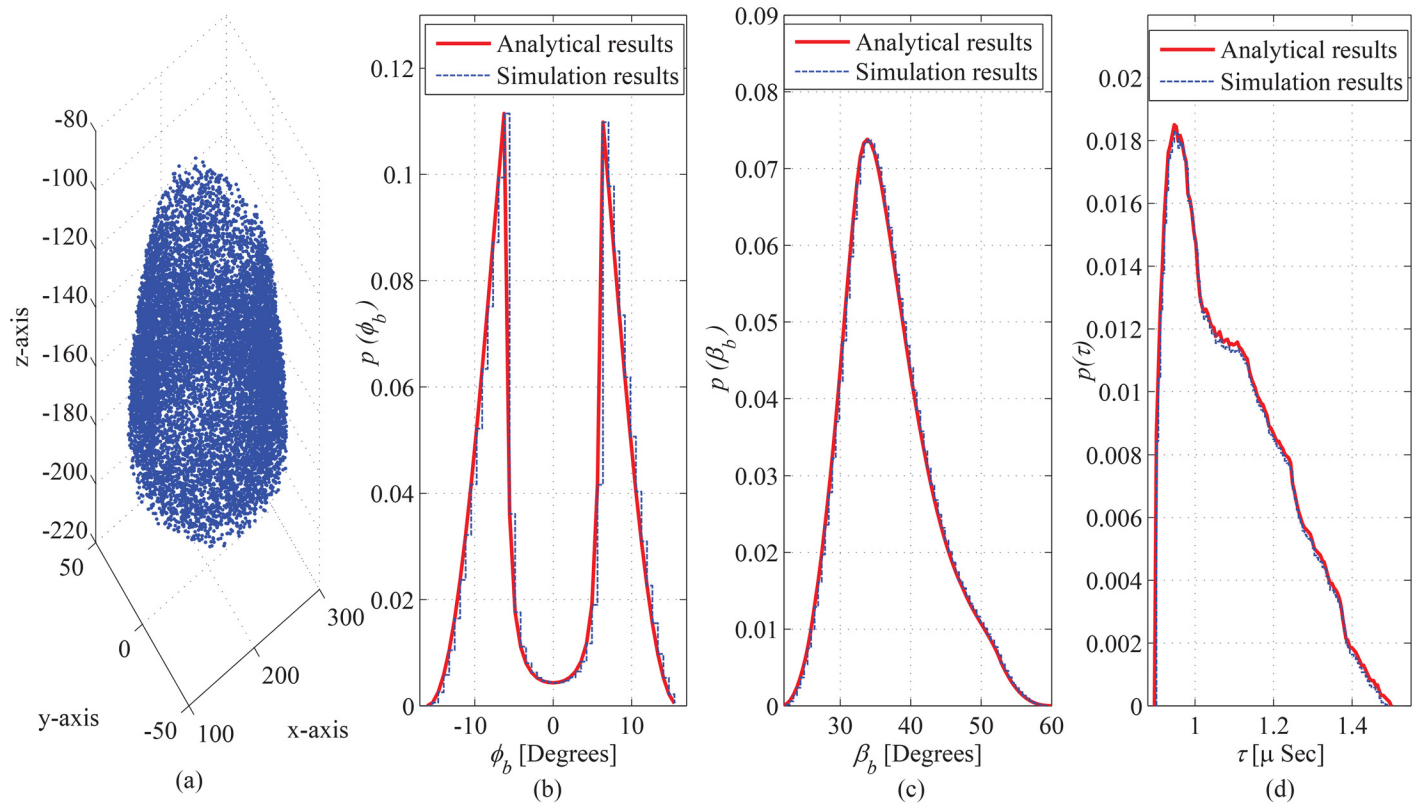 -80
-100
-120
-140
-160
-180
-200
-220
z-axis
50
0
-50
y-axis
100
200
300
x-axis
(a)
Analytical results
Simulation results
0.12
0.1
0.08
0.06
0.04
0.02
0
p (ϕb)
-10
0
10
ϕb [Degrees]
(b)
Analytical results
Simulation results
0.09
0.08
0.07
0.06
0.05
0.04
0.03
0.02
0.01
0
p (βb)
30
40
50
60
βb [Degrees]
(c)
Analytical results
Simulation results
0.02
0.018
0.016
0.014
0.012
0.01
0.008
0.006
0.004
0.002
0
p(τ)
1
1.2
1.4
τ [μ Sec]
(d)